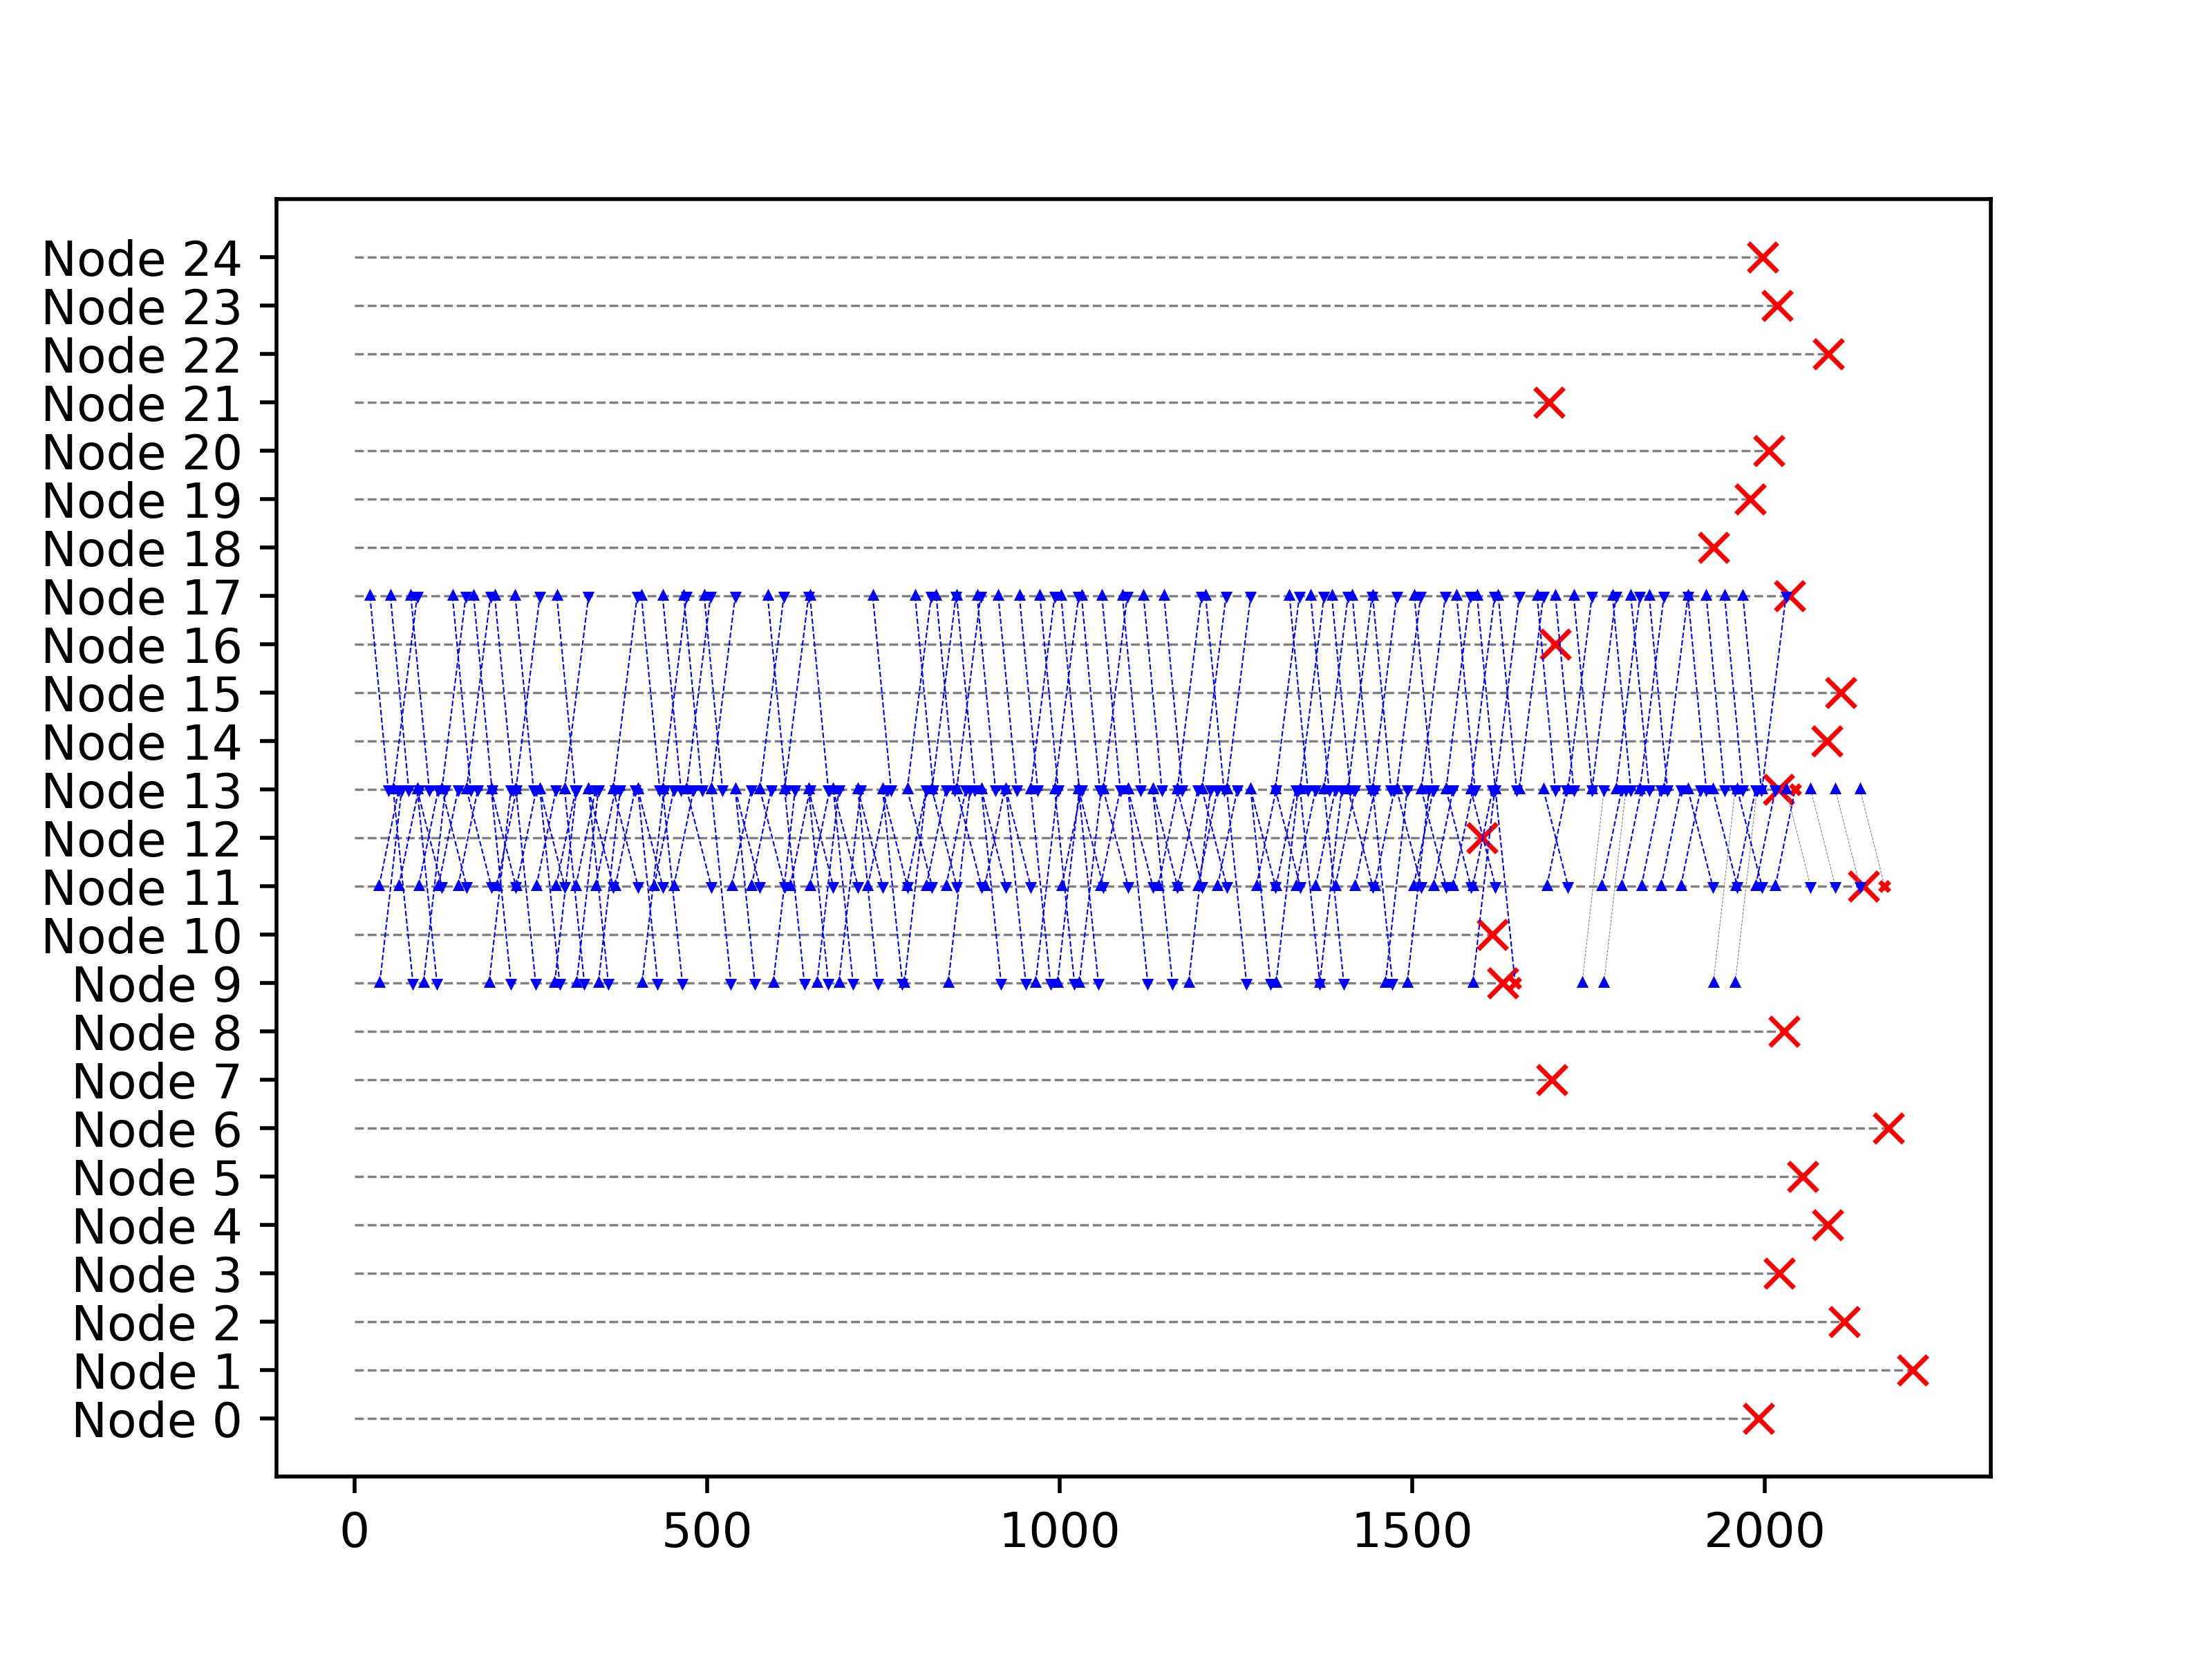 Node 24
Node 23
Node 22
Node 21
Node 20
Node 19
Node 18
Node 17
Node 16
Node 15
Node 14
Node 13
Node 12
Node 11
Node 10
Node 9
Node 8
Node 7
Node 6
Node 5
Node 4
Node 3
Node 2
Node 1
Node 0
0 500 1000 1500 2000